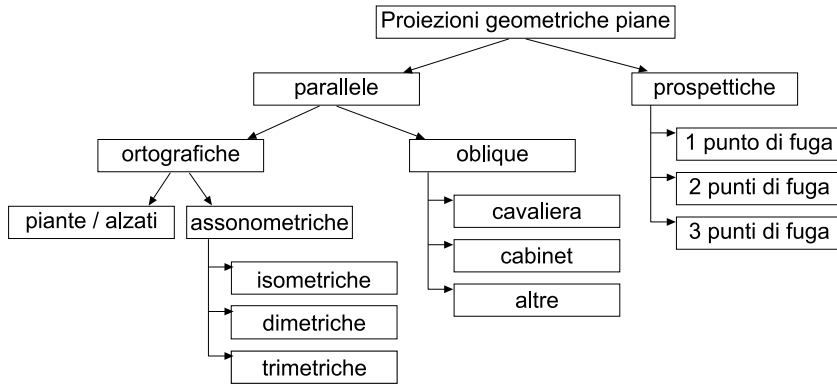 Proiezioni geometriche piane
parallele
prospettiche
ortografiche
oblique
1 punto di fuga
2 punti di fuga
3 punti di fuga
piante / alzati
assonometriche
cavaliera
cabinet
altre
isometriche
dimetriche
trimetriche